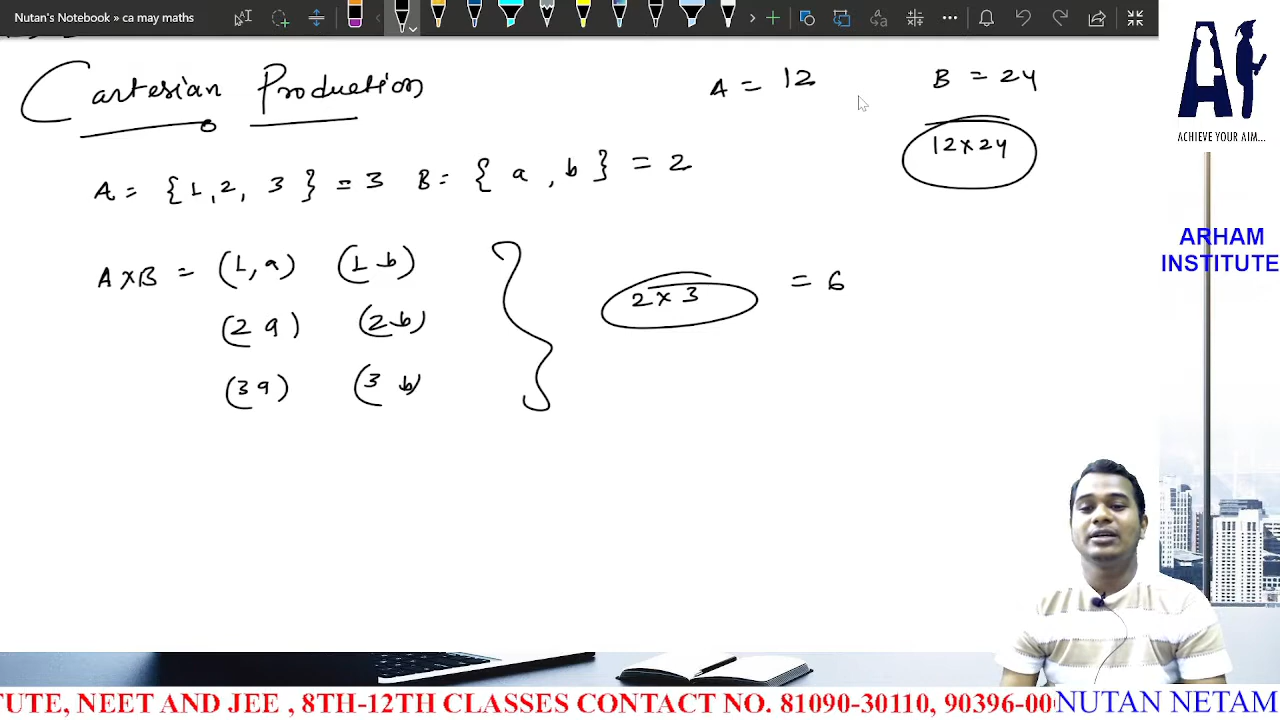 Nutan's Notebook » ca may maths
Cartesian Production
A = 12 B = 24
12 x 24
A = {1, 2, 3} = 3 B = {a, b} = 2
A x B = (1, a) (1 b)
(2 a) (2 b)
(3 a) (3 b)
2 x 3 = 6
AI
ACHIEVE YOUR AIM...
ARHAM
INSTITUTE
TUTE, NEET AND JEE , 8TH-12TH CLASSES CONTACT NO. 81090-30110, 90396-00
NUTAN NETAM